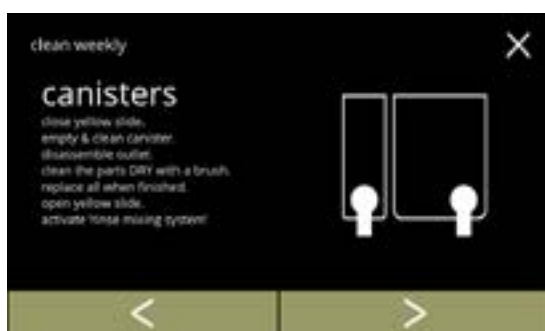 clean weekly
canisters
close yellow slide.
empty & clean canister.
disassemble outlet.
clean the parts DRY with a brush.
replace all when finished.
open yellow slide.
activate 'rinse mixing system'